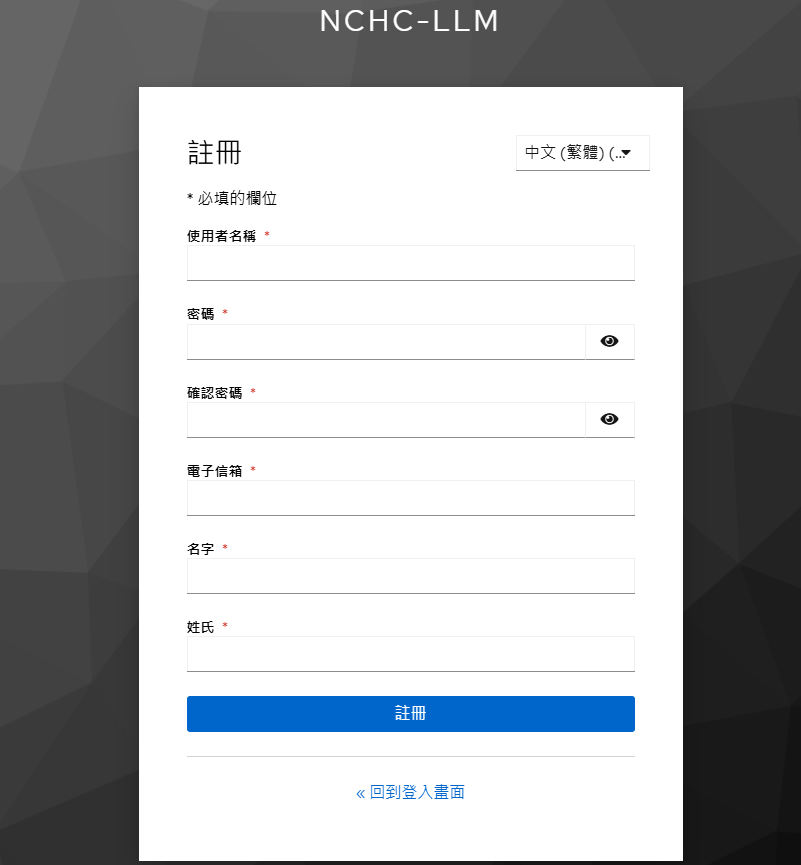 NCHC-LLM
註冊
中文 (繁體) (...
* 必填的欄位
使用者名稱 *
密碼 *
確認密碼 *
電子信箱 *
名字 *
姓氏 *
註冊
« 回到登入畫面